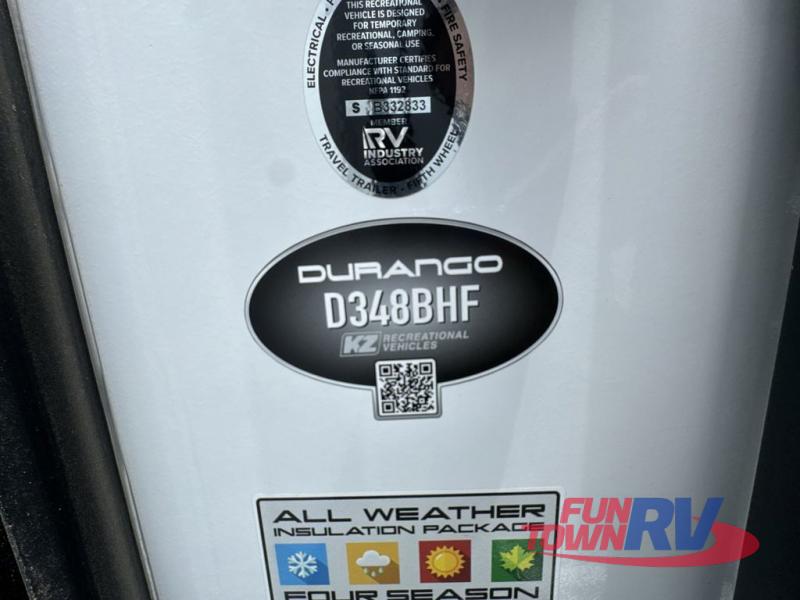 ELECTRICAL
FIRE SAFETY
THIS RECREATIONAL
VEHICLE IS DESIGNED
FOR TEMPORARY
RECREATIONAL, CAMPING,
OR SEASONAL USE
MANUFACTURER CERTIFIES
COMPLIANCE WITH STANDARD FOR
RECREATIONAL VEHICLES
NFPA 1192
S B332833
MEMBER
RV
INDUSTRY
ASSOCIATION
TRAVEL TRAILER - FIFTH WHEEL
DURANGO
D348BHF
KZ RECREATIONAL
VEHICLES
ALL WEATHER
INSULATION PACKAGE
FOUR SEASON
FUN
TOWN RV